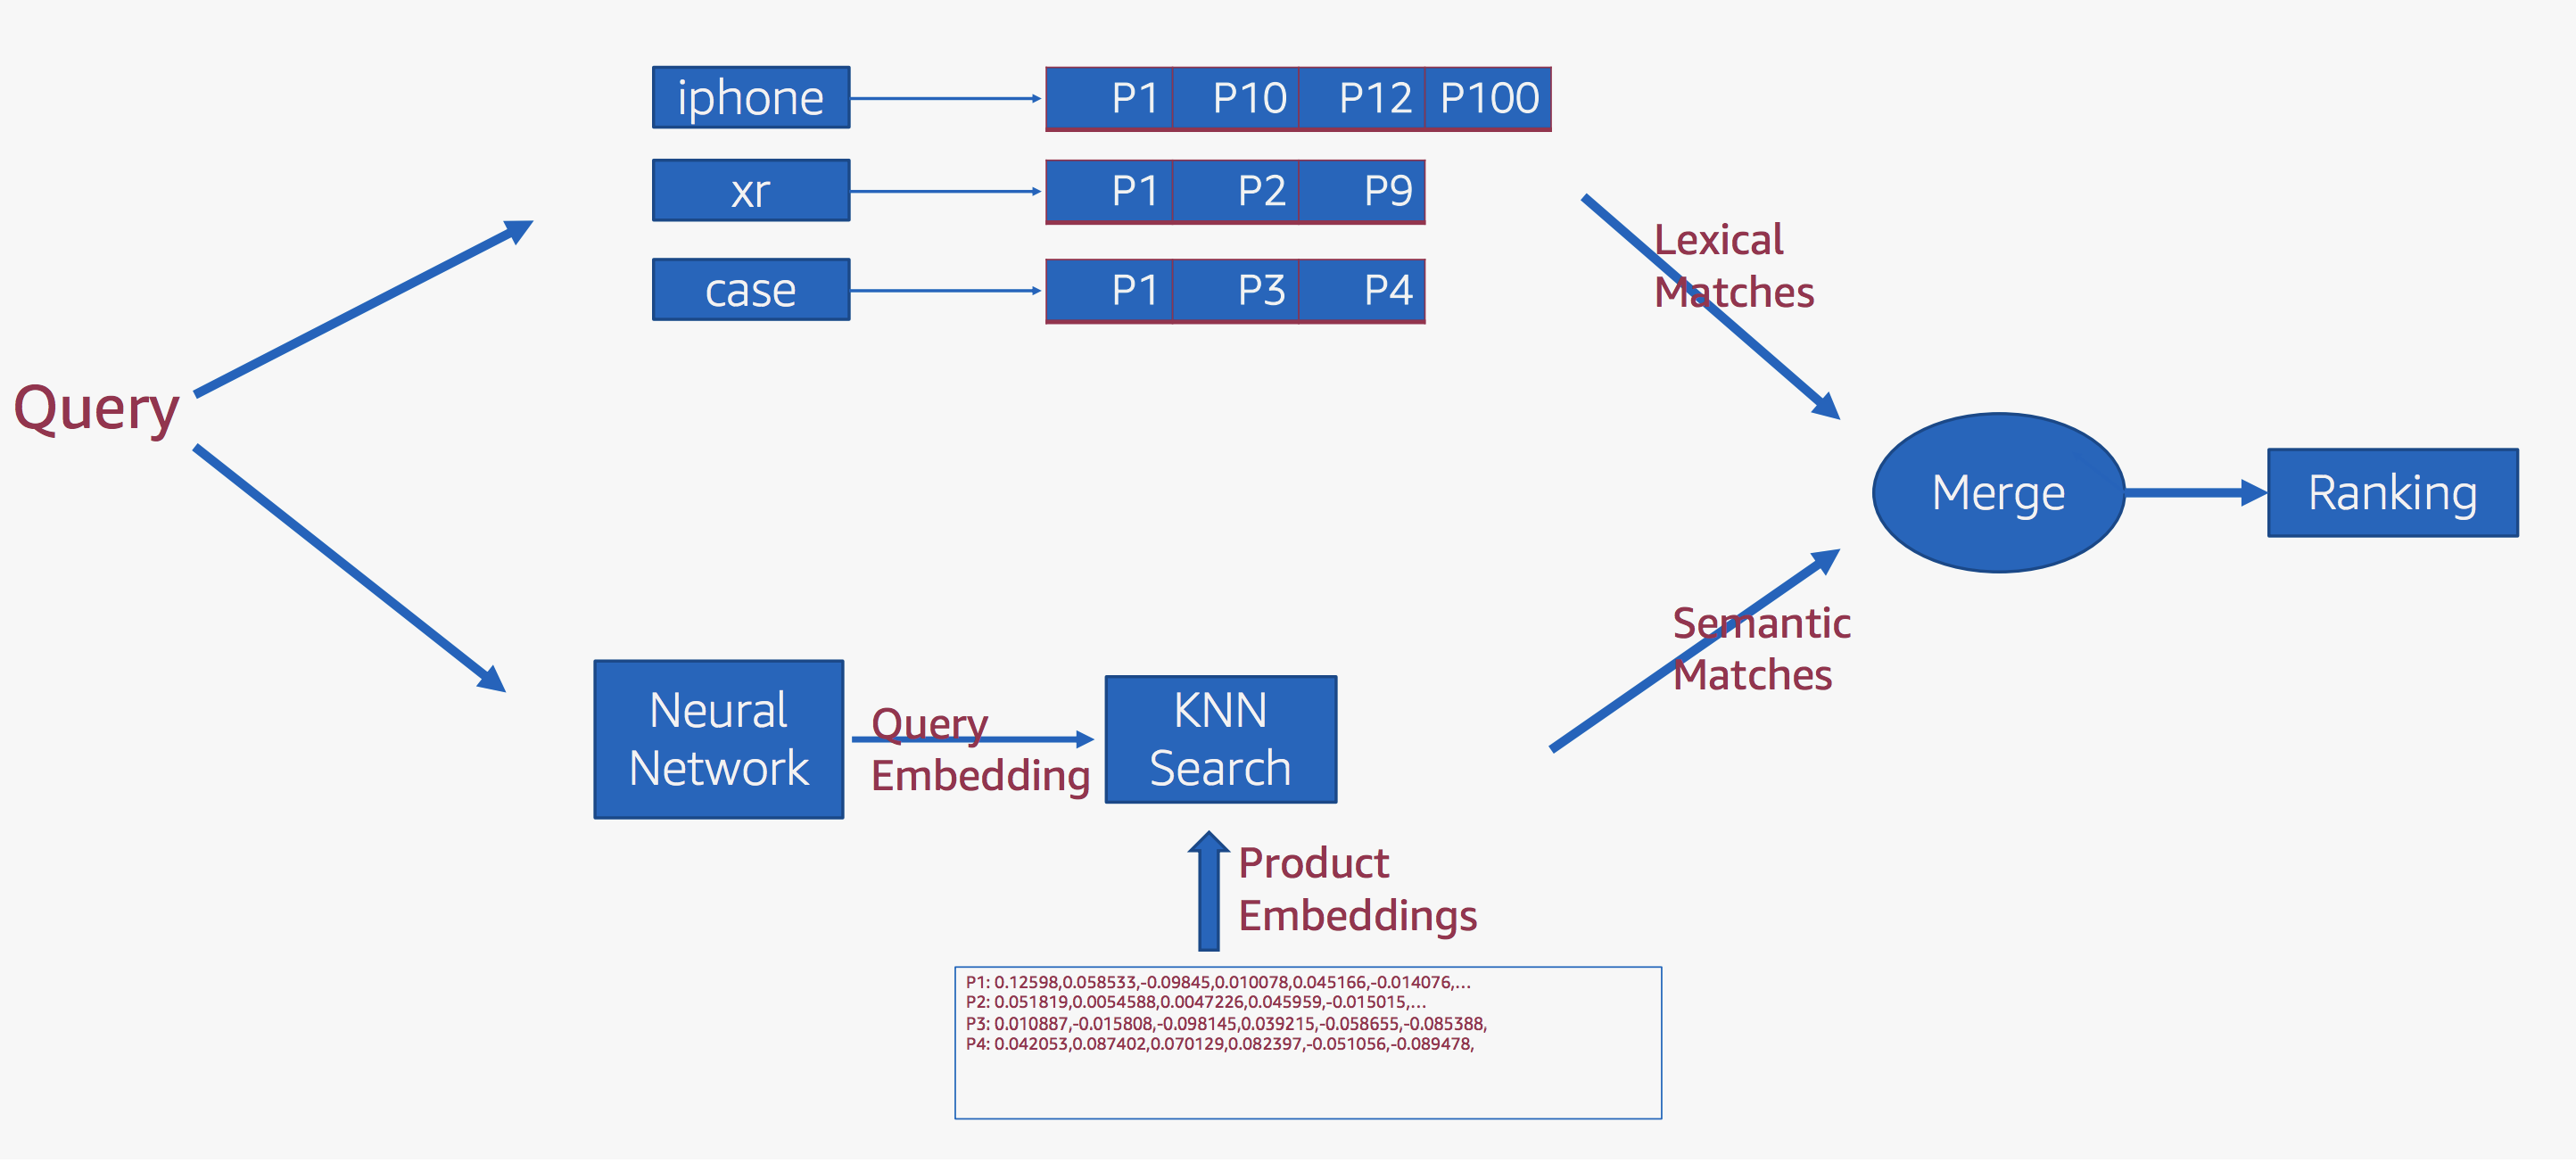 iphone
P1 P10 P12 P100
xr
P1 P2 P9
case
P1 P3 P4
Lexical
Matches
Query
Merge
Ranking
Semantic
Matches
Neural
Network
Query
Embedding
KNN
Search
Product
Embeddings
P1: 0.12598,0.058533,-0.09845,0.010078,0.045166,-0.014076,...
P2: 0.051819,0.0054588,0.0047226,0.045959,-0.015015,...
P3: 0.010887,-0.015808,-0.098145,0.039215,-0.058655,-0.085388,
P4: 0.042053,0.087402,0.070129,0.082397,-0.051056,-0.089478,